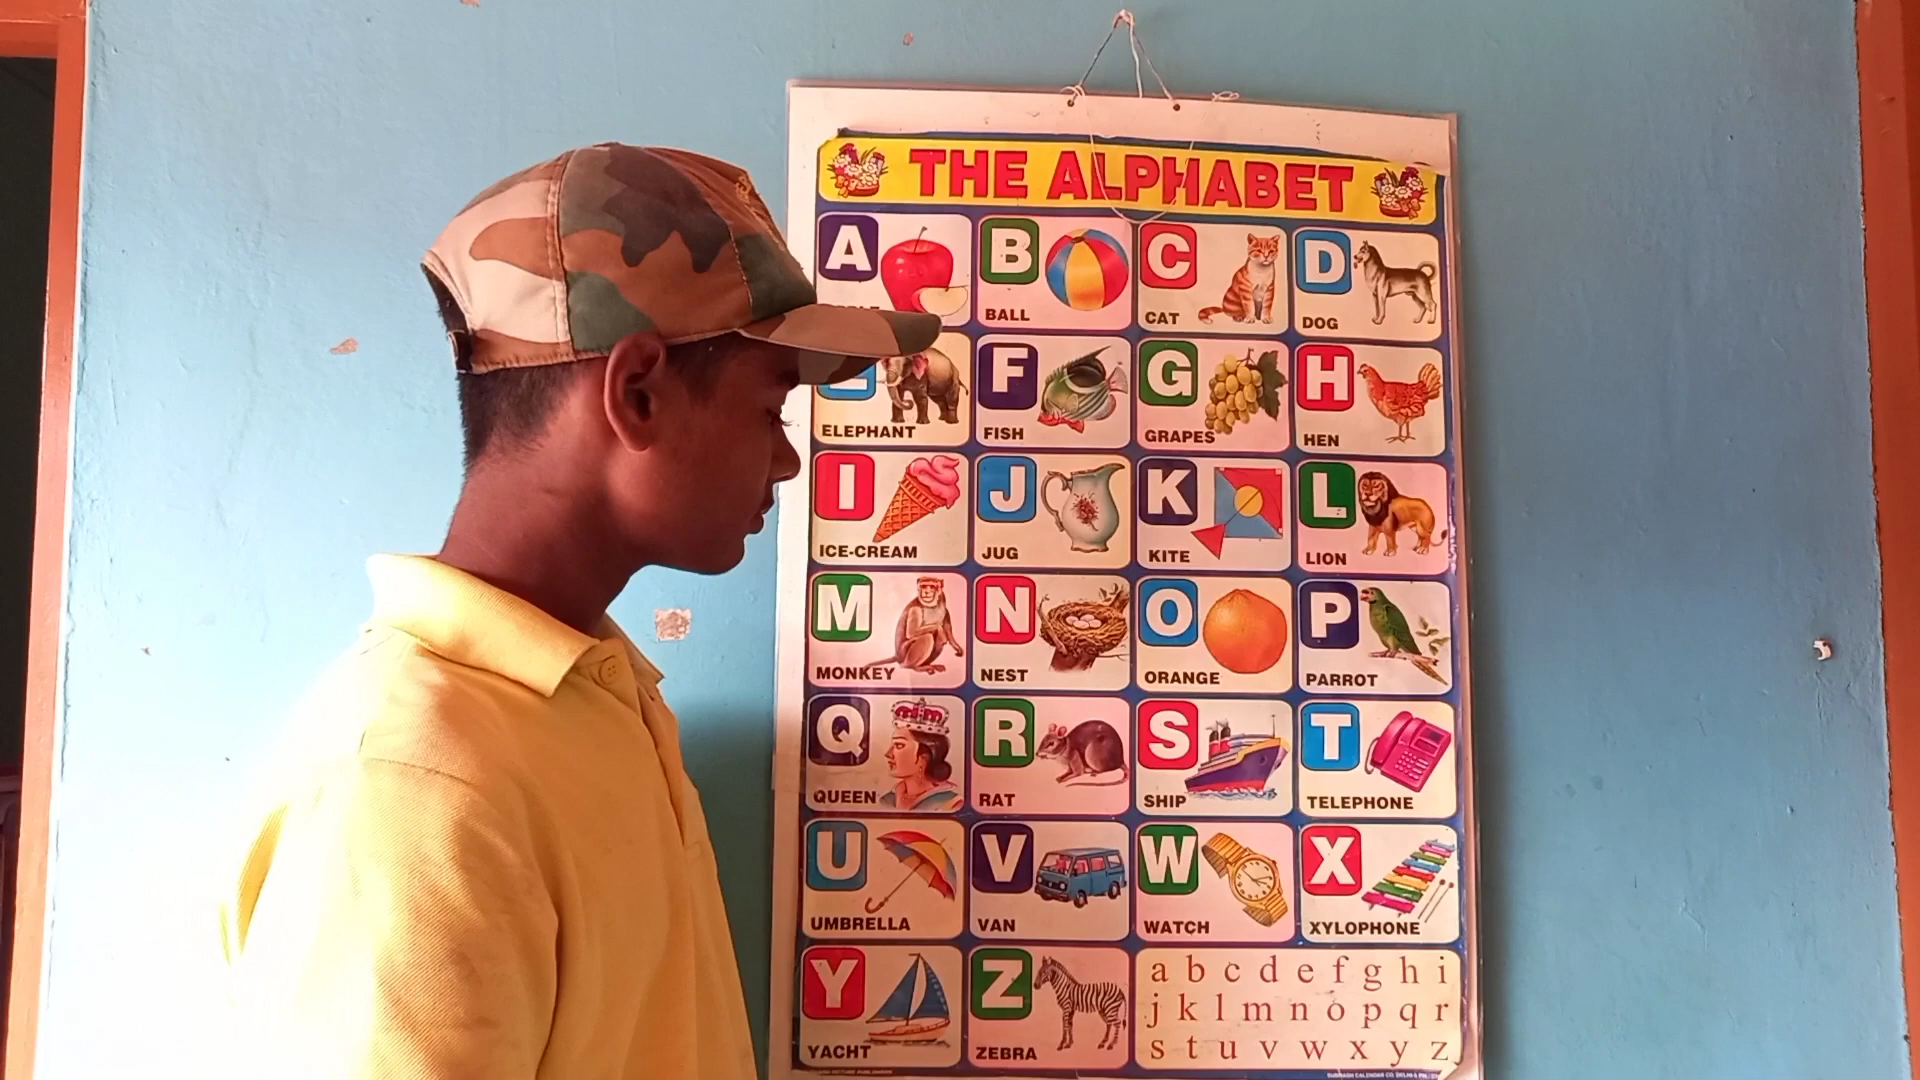 THE ALPHABET
A B C D
BALL CAT DOG
F G H
ELEPHANT FISH GRAPES HEN
I J K L
ICE-CREAM JUG KITE LION
M N O P
MONKEY NEST ORANGE PARROT
Q R S T
QUEEN RAT SHIP TELEPHONE
U V W X
UMBRELLA VAN WATCH XYLOPHONE
Y Z
YACHT ZEBRA
a b c d e f g h i
j k l m n o p q r
s t u v w x y z